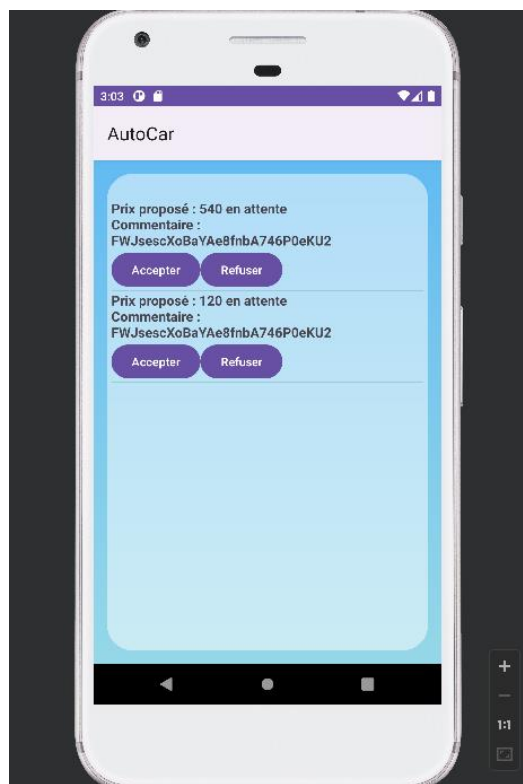 3:03
AutoCar
Prix proposé : 540 en attente
Commentaire :
FWJsescXoBaYAe8fnbA746P0eKU2
Accepter Refuser
Prix proposé : 120 en attente
Commentaire :
FWJsescXoBaYAe8fnbA746P0eKU2
Accepter Refuser
1:1